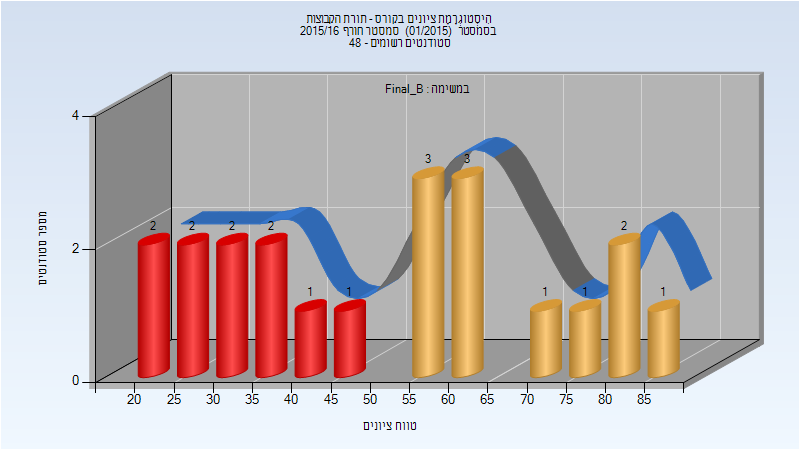 היסטוגרמת ציונים בקורס - תורת הקבוצות
בסמסטר (01/2015) סמסטר חורף 2015/16
סטודנטים רשומים - 48
במשימה : Final_B
מספר סטודנטים
4
2
0
2
2
2
2
1
1
3
3
1
1
2
1
20 25 30 35 40 45 50 55 60 65 70 75 80 85
טווח ציונים